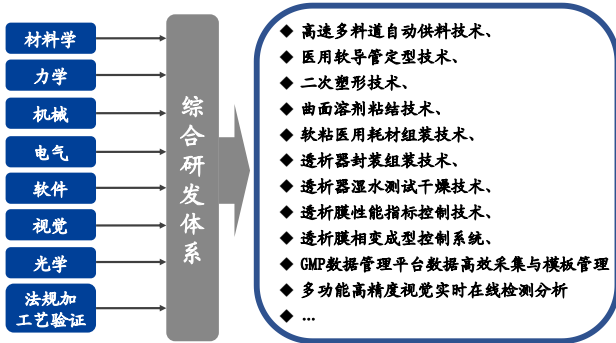 材料学
力学
机械
电气
软件
视觉
光学
法规加
工艺验证
综合研发体系
◆ 高速多料道自动供料技术、
◆ 医用软导管定型技术、
◆ 二次塑形技术、
◆ 曲面溶剂粘结技术、
◆ 软粘医用耗材组装技术、
◆ 透析器封装组装技术、
◆ 透析器湿水测试干燥技术、
◆ 透析膜性能指标控制技术、
◆ 透析膜相变成型控制系统、
◆ GMP数据管理平台数据高效采集与模板管理
◆ 多功能高精度视觉实时在线检测分析
◆ ...